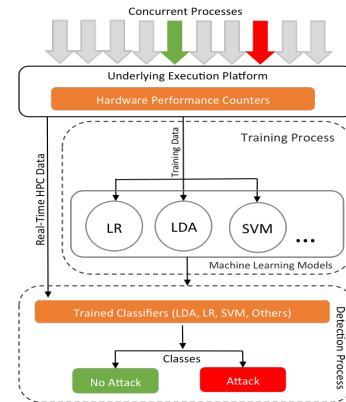 Concurrent Processes
Underlying Execution Platform
Hardware Performance Counters
Training Process
Training Data
Real-Time HPC Data
LR
LDA
SVM
...
Machine Learning Models
Trained Classifiers (LDA, LR, SVM, Others)
Detection Process
Classes
No Attack
Attack